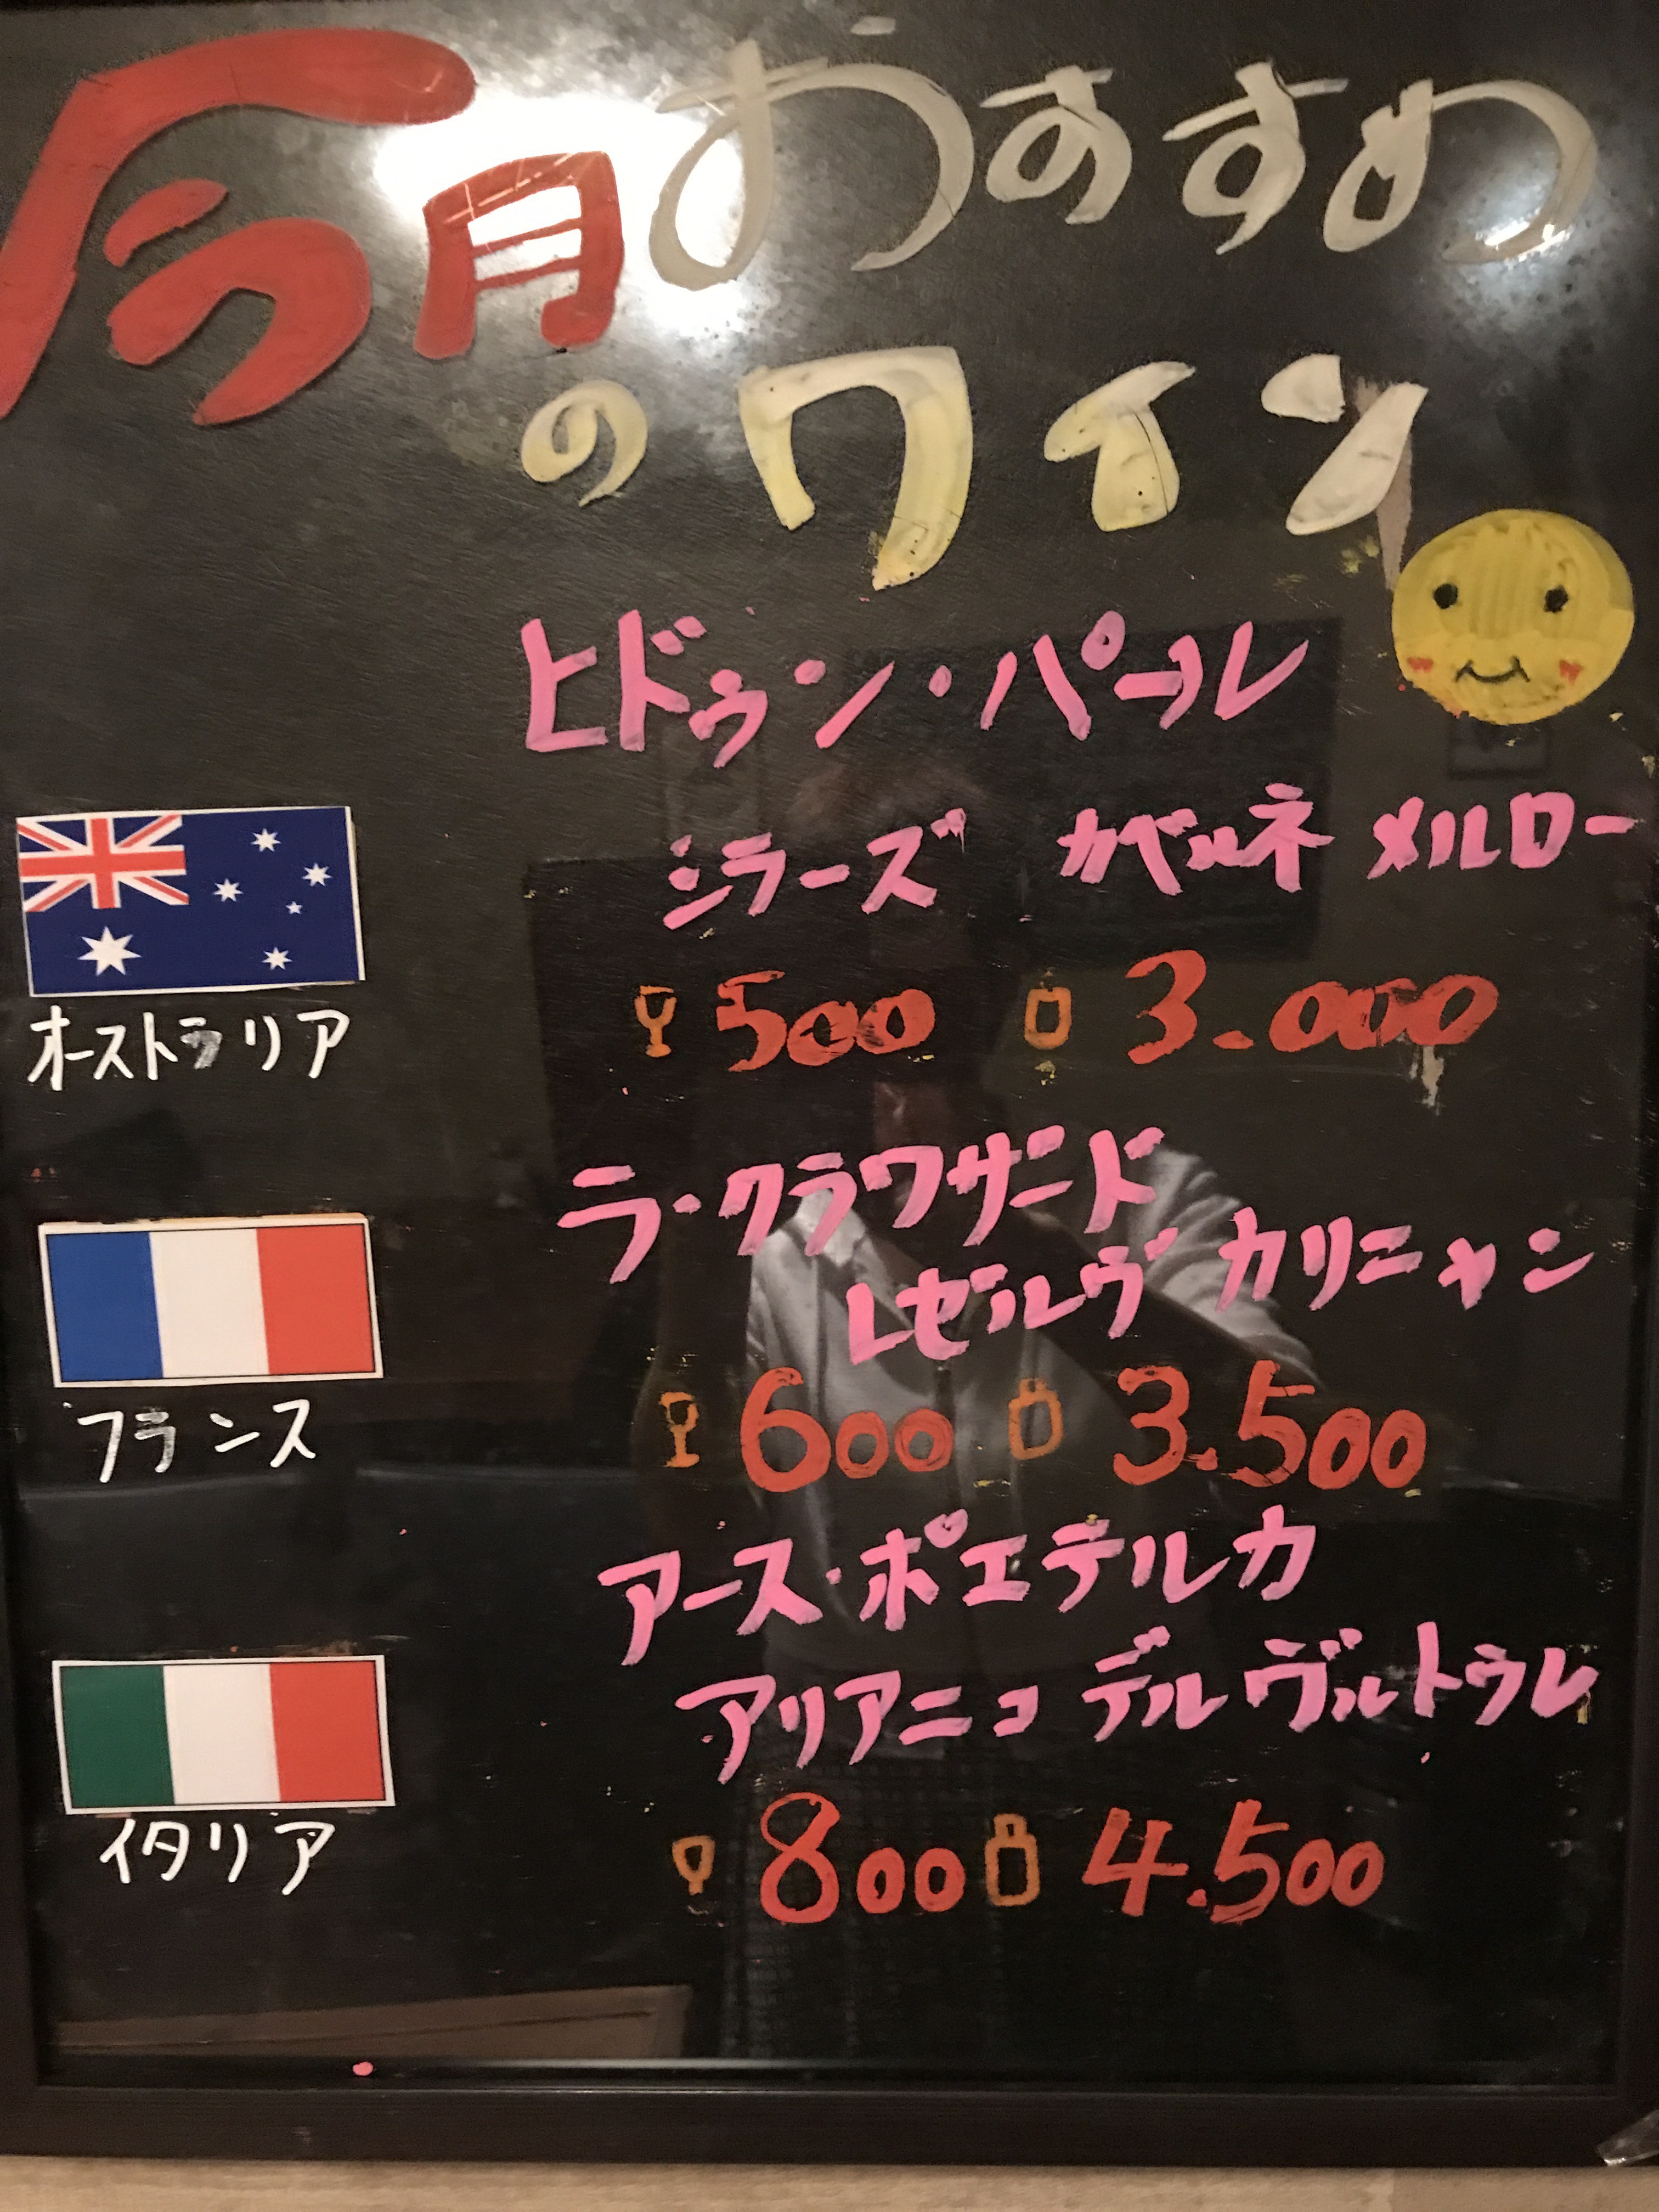 今月おすすめ
のワイン
ヒドゥン・パール
シラーズ カベルネ メルロー
オーストラリア
500 3.000
ラ・クラワザード
レゼルヴ カリニャン
フランス
600 3.500
アース・ポエテルカ
アリアニコ デル ヴルトゥレ
イタリア
800 4.500